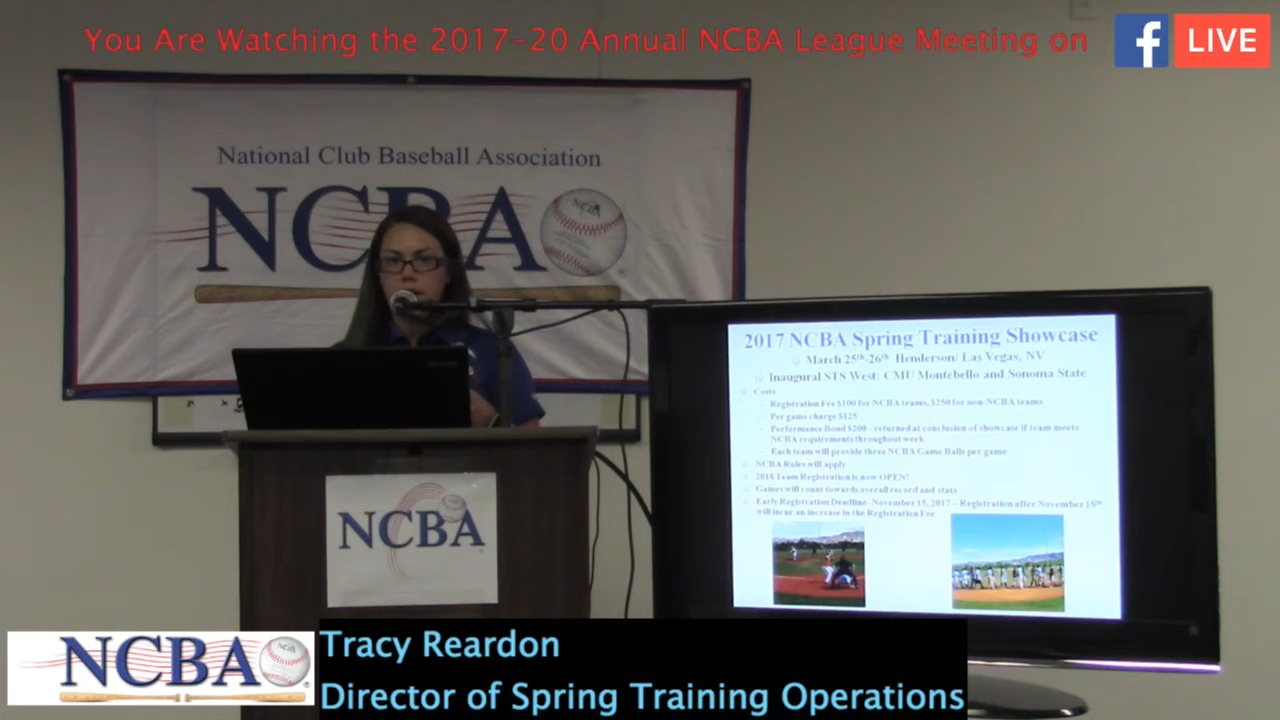 You Are Watching the 2017-20 Annual NCBA League Meeting on
f LIVE
National Club Baseball Association
NCBA
NCBA
2017 NCBA Spring Training Showcase
March 25th-26th Henderson/ Las Vegas, NV
Inaugural STS West: CMU Montebello and Sonoma State
Costs
Registration Fee $100 for NCBA teams, $250 for non-NCBA teams
Per game charge $125
Performance Bond $200 - returned at conclusion of showcase if team meets
NCBA requirements throughout week
Each team will provide three NCBA Game Balls per game
NCBA Rules will apply
2018 Team Registration is now OPEN!
Games will count towards overall record and stats
Early Registration Deadline- November 15, 2017 – Registration after November 15th
will incur an increase in the Registration Fee
NCBA
NCBA
Tracy Reardon
Director of Spring Training Operations